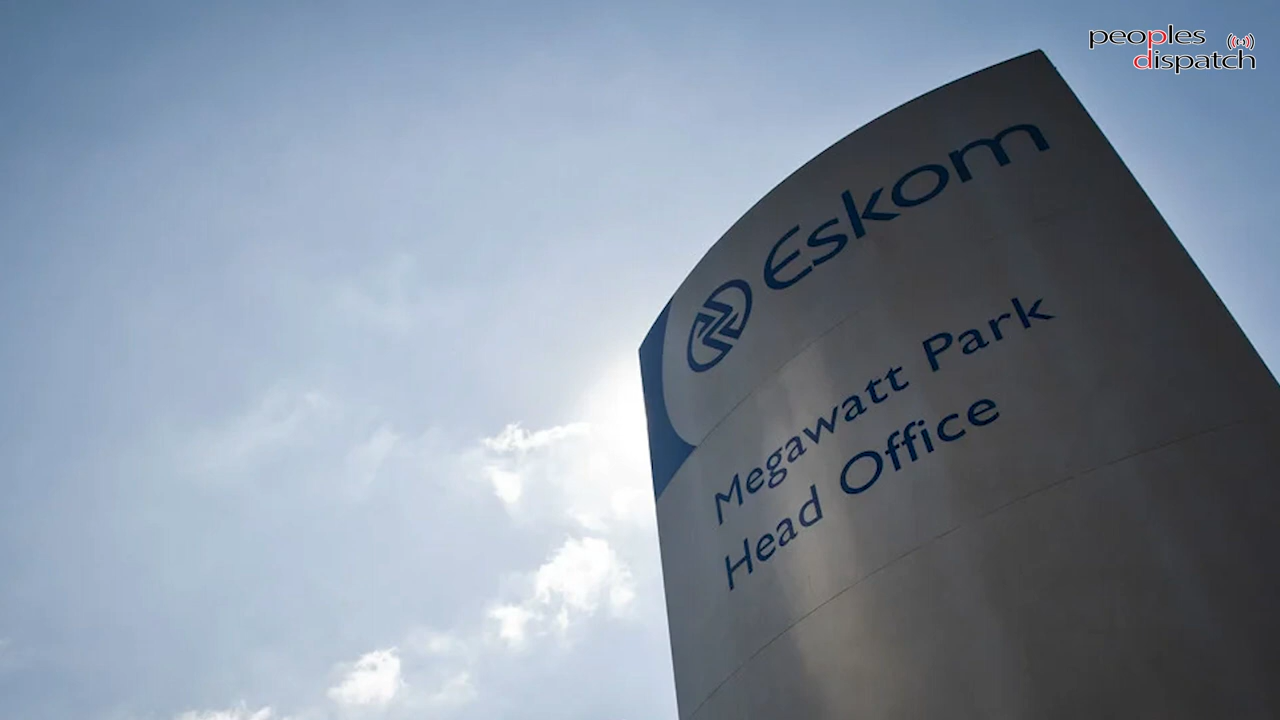 peoples
dispatch
Eskom
Megawatt Park
Head Office